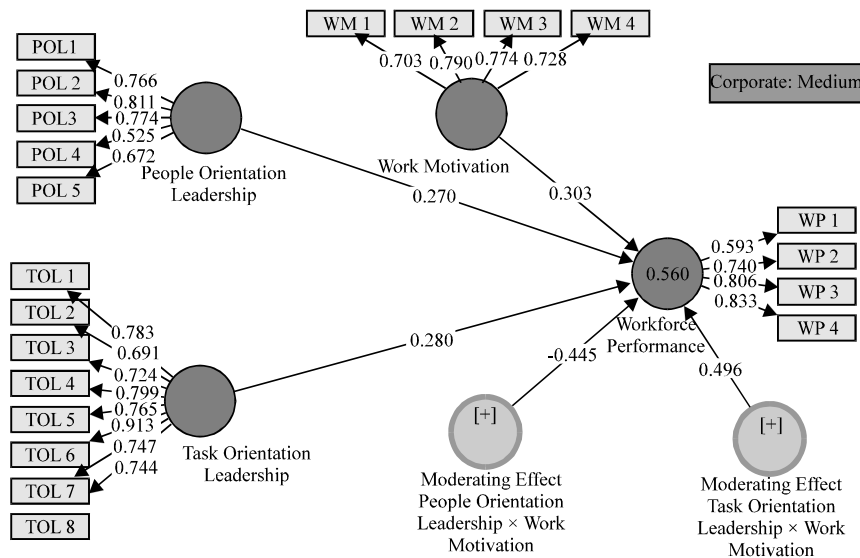 WM 1 WM 2 WM 3 WM 4
0.703 0.790 0.774 0.728
Work Motivation
Corporate: Medium
POL1
POL 2
POL3
POL 4
POL 5
0.766
0.811
0.774
0.525
0.672
People Orientation
Leadership
0.270
0.303
TOL 1
TOL 2
TOL 3
TOL 4
TOL 5
TOL 6
TOL 7
TOL 8
0.783
0.691
0.724
0.799
0.765
0.913
0.747
0.744
Task Orientation
Leadership
0.280
0.560
Workforce
Performance
0.593
0.740
0.806
0.833
WP 1
WP 2
WP 3
WP 4
-0.445
0.496
[+]
Moderating Effect
People Orientation
Leadership × Work
Motivation
[+]
Moderating Effect
Task Orientation
Leadership × Work
Motivation